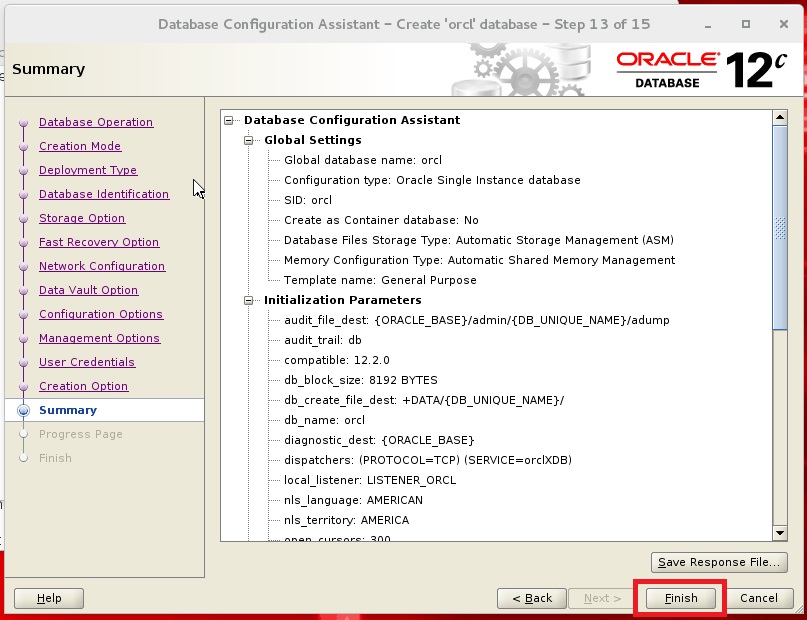 Database Configuration Assistant – Create 'orcl' database – Step 13 of 15
Summary
ORACLE
DATABASE
12c
Database Operation
Creation Mode
Deployment Type
Database Identification
Storage Option
Fast Recovery Option
Network Configuration
Data Vault Option
Configuration Options
Management Options
User Credentials
Creation Option
Summary
Progress Page
Finish
Database Configuration Assistant
Global Settings
Global database name: orcl
Configuration type: Oracle Single Instance database
SID: orcl
Create as Container database: No
Database Files Storage Type: Automatic Storage Management (ASM)
Memory Configuration Type: Automatic Shared Memory Management
Template name: General Purpose
Initialization Parameters
audit_file_dest: {ORACLE_BASE}/admin/{DB_UNIQUE_NAME}/adump
audit_trail: db
compatible: 12.2.0
db_block_size: 8192 BYTES
db_create_file_dest: +DATA/{DB_UNIQUE_NAME}/
db_name: orcl
diagnostic_dest: {ORACLE_BASE}
dispatchers: (PROTOCOL=TCP) (SERVICE=orclXDB)
local_listener: LISTENER_ORCL
nls_language: AMERICAN
nls_territory: AMERICA
open_cursors: 300
Save Response File...
Help
< Back
Next >
Finish
Cancel